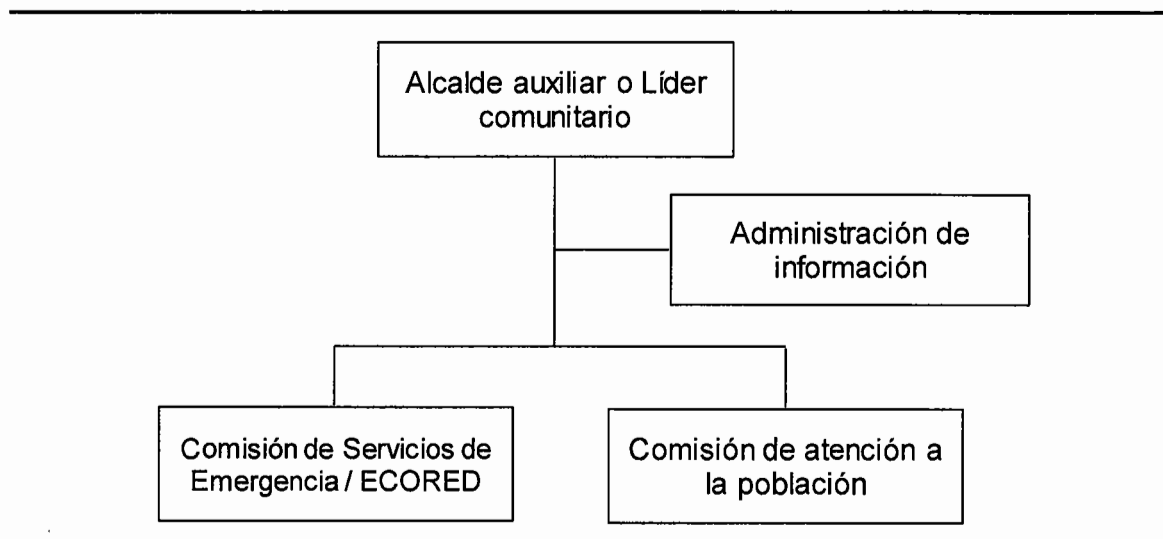 Alcalde auxiliar o Líder
comunitario
Administración de
información
Comisión de Servicios de
Emergencia / ECORED
Comisión de atención a
la población